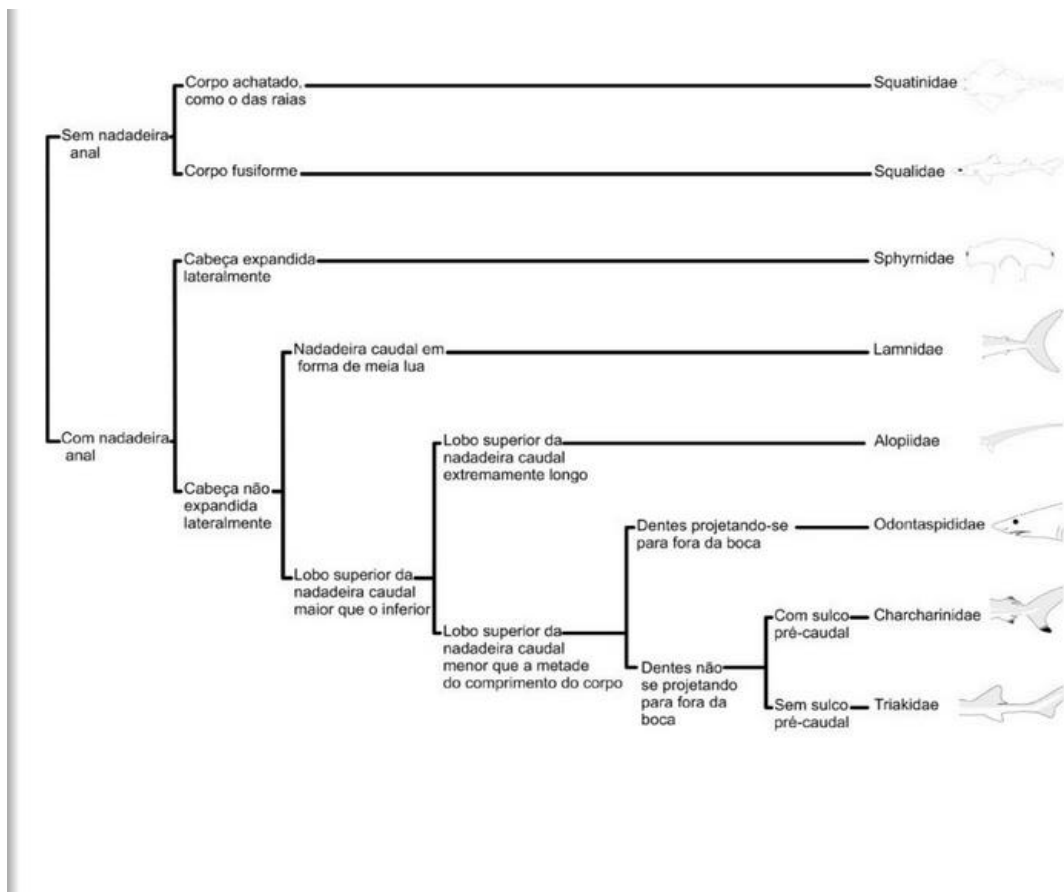 Corpo achatado,
como o das raias
Squatinidae
Sem nadadeira
anal
Corpo fusiforme
Squalidae
Cabeça expandida
lateralmente
Sphyrnidae
Nadadeira caudal em
forma de meia lua
Lamnidae
Com nadadeira
anal
Lobo superior da
nadadeira caudal
extremamente longo
Alopiidae
Cabeça não
expandida
lateralmente
Dentes projetando-se
para fora da boca
Odontaspididae
Lobo superior da
nadadeira caudal
maior que o inferior
Lobo superior da
nadadeira caudal
menor que a metade
do comprimento do corpo
Com sulco
pré-caudal
Charcharinidae
Dentes não
se projetando
para fora da
boca
Sem sulco
pré-caudal
Triakidae